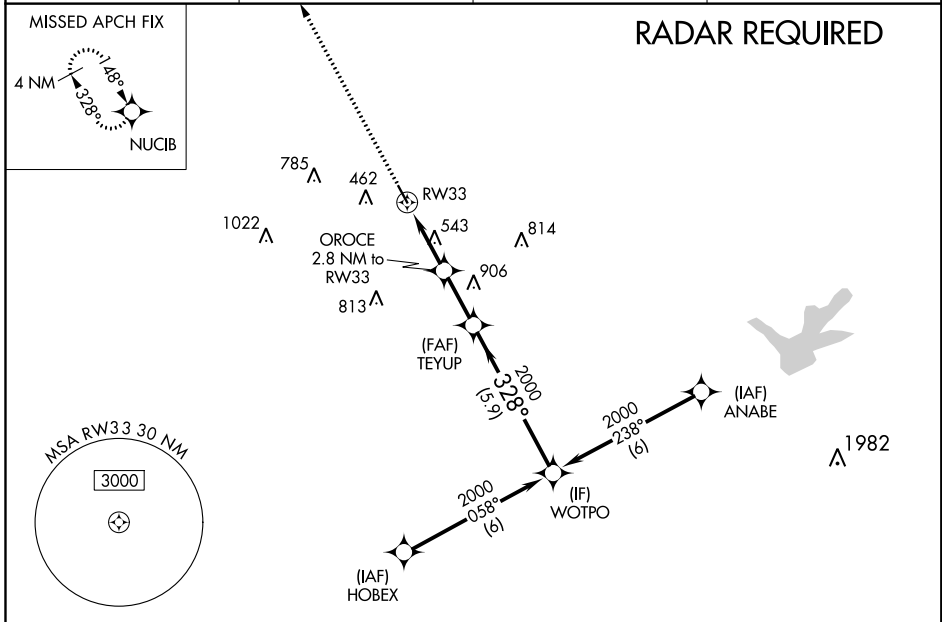 MISSED APCH FIX
4 NM
148°
328°
NUCIB
RADAR REQUIRED
785
462
RW33
1022
543
814
OROCE
2.8 NM to
RW33
906
813
(FAF)
TEYUP
2000
328°
(5.9)
(IAF)
ANABE
2000
238°
(6)
1982
MSA RW33 30 NM
3000
(IF)
WOTPO
2000
058°
(6)
(IAF)
HOBEX